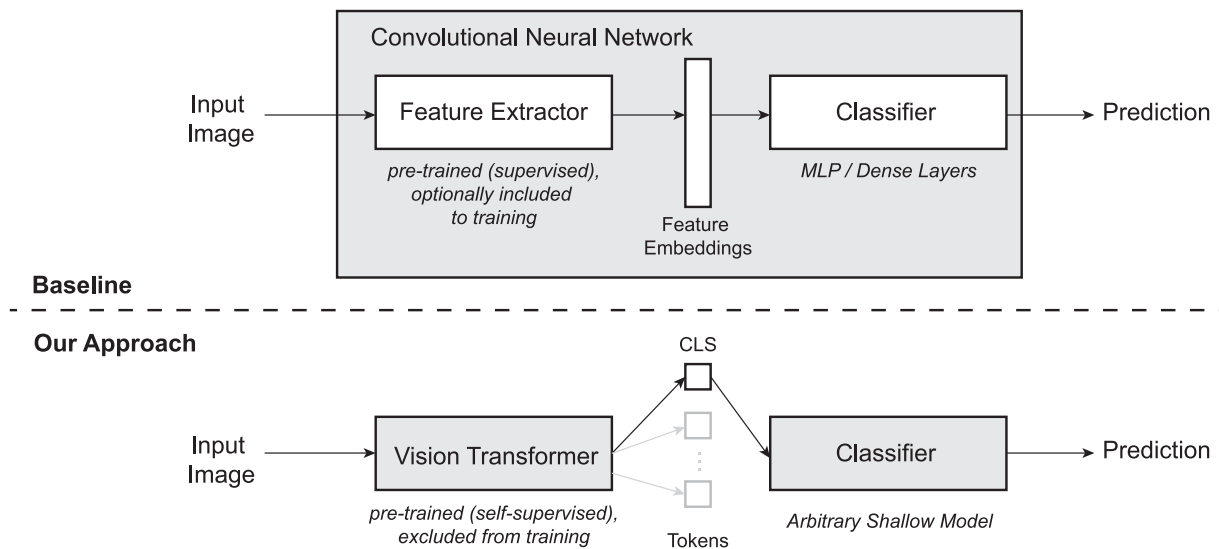 Convolutional Neural Network
Input
Image
Feature Extractor
Classifier
Prediction
pre-trained (supervised),
optionally included
to training
MLP / Dense Layers
Feature
Embeddings
Baseline
Our Approach
CLS
Input
Image
Vision Transformer
Classifier
Prediction
pre-trained (self-supervised),
excluded from training
Arbitrary Shallow Model
Tokens